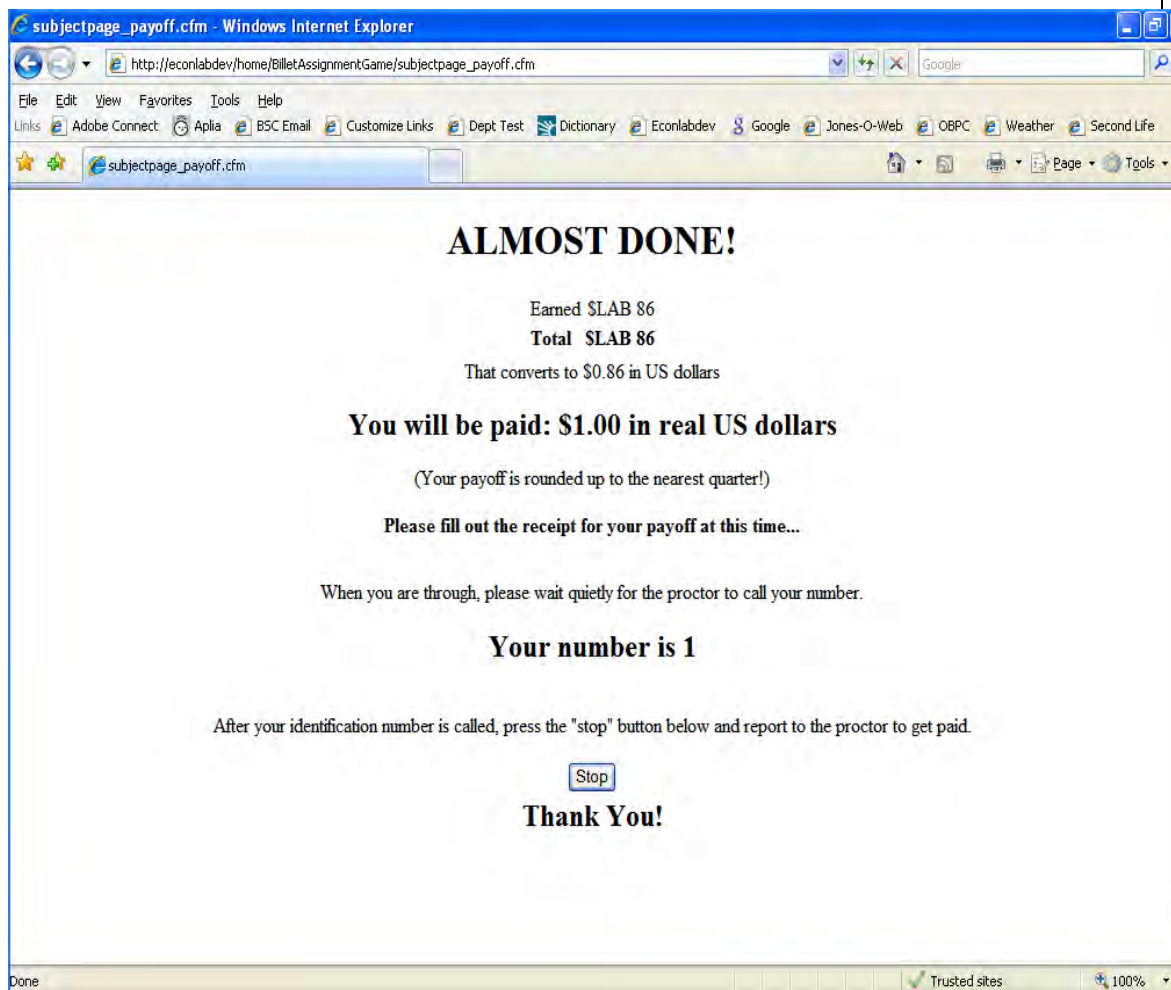 subjectpage_payoff.cfm - Windows Internet Explorer
http://econlabdev/home/BilletAssignmentGame/subjectpage_payoff.cfm Google
File Edit View Favorites Tools Help
Links Adobe Connect Aplia BSC Email Customize Links Dept Test Dictionary Econlabdev Google Jones-O-Web OBPC Weather Second Life
subjectpage_payoff.cfm Page Tools
ALMOST DONE!
Earned $LAB 86
Total $LAB 86
That converts to $0.86 in US dollars
You will be paid: $1.00 in real US dollars
(Your payoff is rounded up to the nearest quarter!)
Please fill out the receipt for your payoff at this time...
When you are through, please wait quietly for the proctor to call your number.
Your number is 1
After your identification number is called, press the "stop" button below and report to the proctor to get paid.
Stop
Thank You!
Done Trusted sites 100%